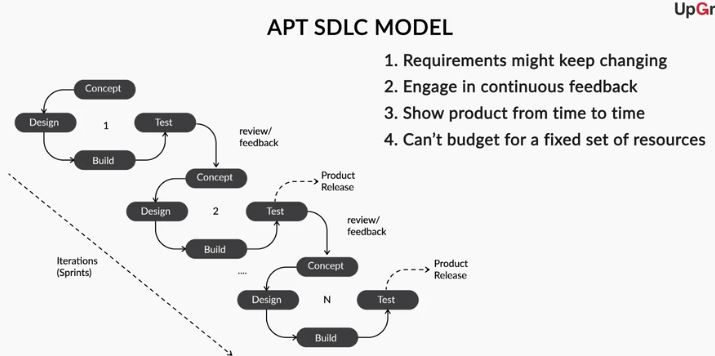 UpGr
APT SDLC MODEL
1. Requirements might keep changing
2. Engage in continuous feedback
3. Show product from time to time
4. Can't budget for a fixed set of resources
Concept
Design
1
Test
Build
review/
feedback
Concept
Design
2
Test
Build
Product
Release
review/
feedback
....
Concept
Design
N
Test
Build
Product
Release
Iterations
(Sprints)